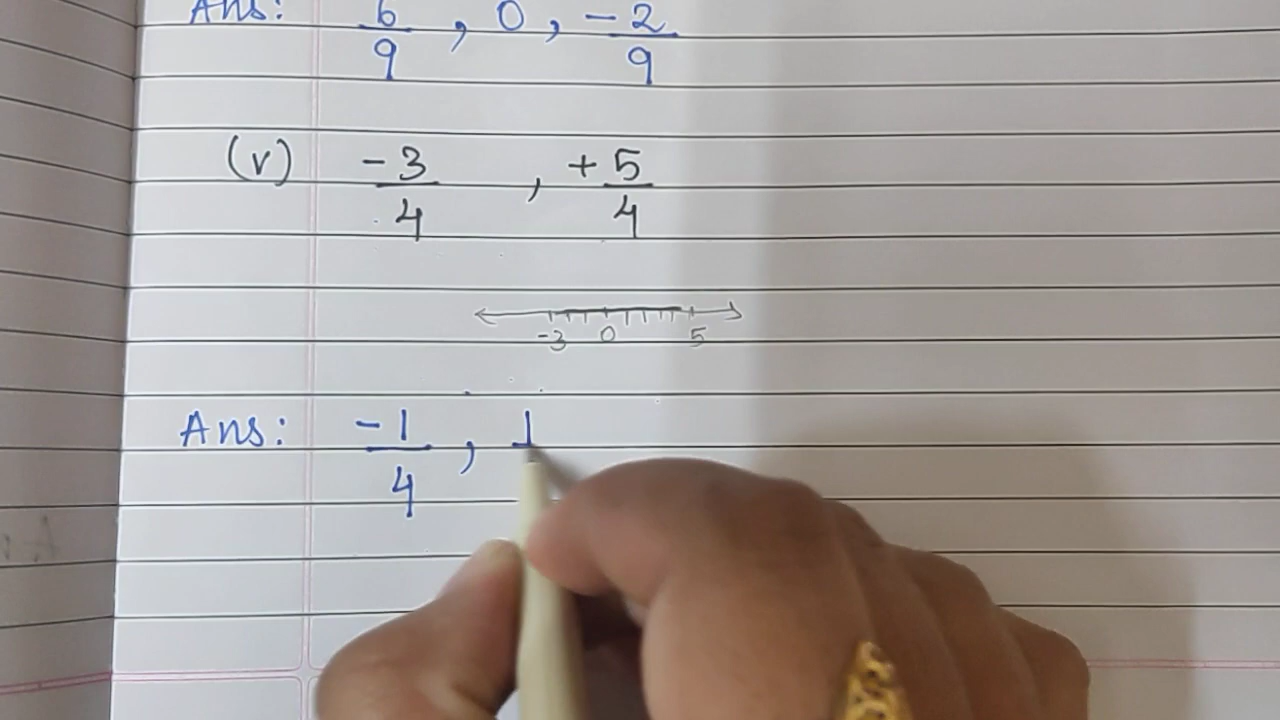 Ans: 6/9 , 0 , -2/9
(v) -3/4 , +5/4
-3 0 5
Ans: -1/4 , 1